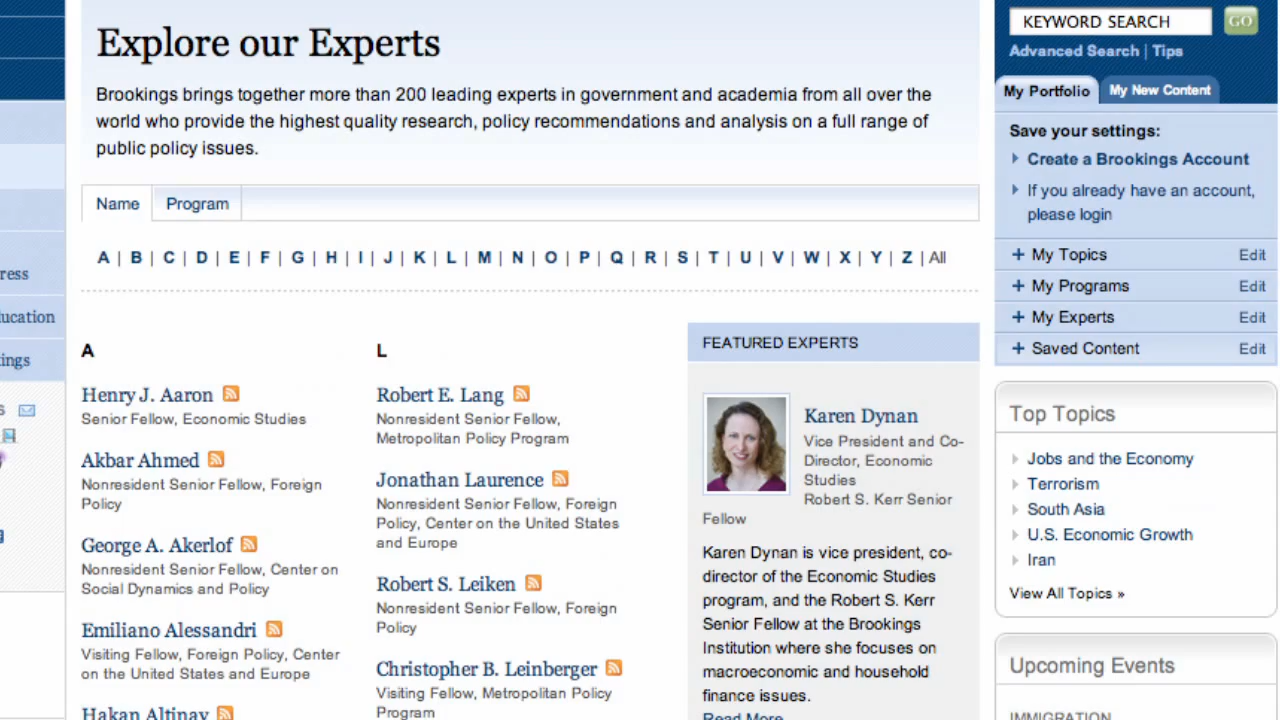 Explore our Experts
Brookings brings together more than 200 leading experts in government and academia from all over the
world who provide the highest quality research, policy recommendations and analysis on a full range of
public policy issues.
Name
Program
A | B | C | D | E | F | G | H | I | J | K | L | M | N | O | P | Q | R | S | T | U | V | W | X | Y | Z | All
A
Henry J. Aaron
Senior Fellow, Economic Studies
Akbar Ahmed
Nonresident Senior Fellow, Foreign
Policy
George A. Akerlof
Nonresident Senior Fellow, Center on
Social Dynamics and Policy
Emiliano Alessandri
Visiting Fellow, Foreign Policy, Center
on the United States and Europe
Hakan Altinay
L
Robert E. Lang
Nonresident Senior Fellow,
Metropolitan Policy Program
Jonathan Laurence
Nonresident Senior Fellow, Foreign
Policy, Center on the United States
and Europe
Robert S. Leiken
Nonresident Senior Fellow, Foreign
Policy
Christopher B. Leinberger
Visiting Fellow, Metropolitan Policy
Program
FEATURED EXPERTS
Karen Dynan
Vice President and Co-
Director, Economic
Studies
Robert S. Kerr Senior
Fellow
Karen Dynan is vice president, co-
director of the Economic Studies
program, and the Robert S. Kerr
Senior Fellow at the Brookings
Institution where she focuses on
macroeconomic and household
finance issues.
Read More
KEYWORD SEARCH
GO
Advanced Search | Tips
My Portfolio
My New Content
Save your settings:
Create a Brookings Account
If you already have an account,
please login
+ My Topics Edit
+ My Programs Edit
+ My Experts Edit
+ Saved Content Edit
Top Topics
Jobs and the Economy
Terrorism
South Asia
U.S. Economic Growth
Iran
View All Topics »
Upcoming Events
IMMIGRATION
ress
ucation
ings